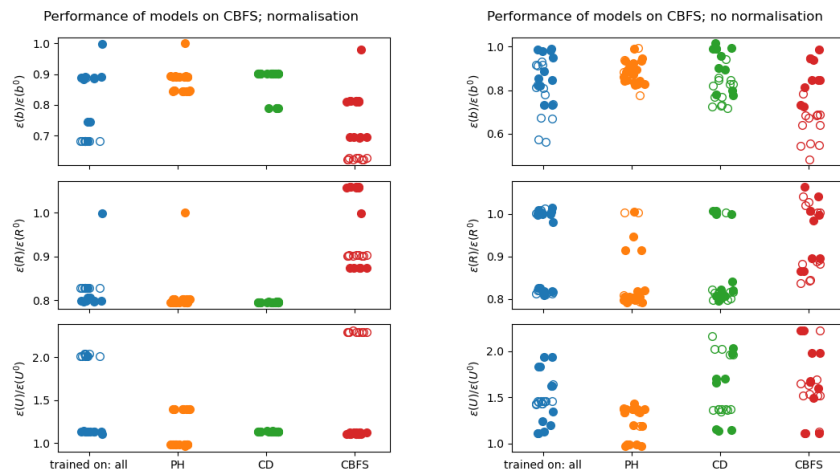 Performance of models on CBFS; normalisation
ε(b)/ε(b⁰)
1.0
0.9
0.8
0.7
ε(R)/ε(R⁰)
1.0
0.9
0.8
ε(U)/ε(U⁰)
2.0
1.5
1.0
trained on: all PH CD CBFS
Performance of models on CBFS; no normalisation
ε(b)/ε(b⁰)
1.0
0.8
0.6
ε(R)/ε(R⁰)
1.0
0.9
0.8
ε(U)/ε(U⁰)
2.0
1.5
1.0
trained on: all PH CD CBFS